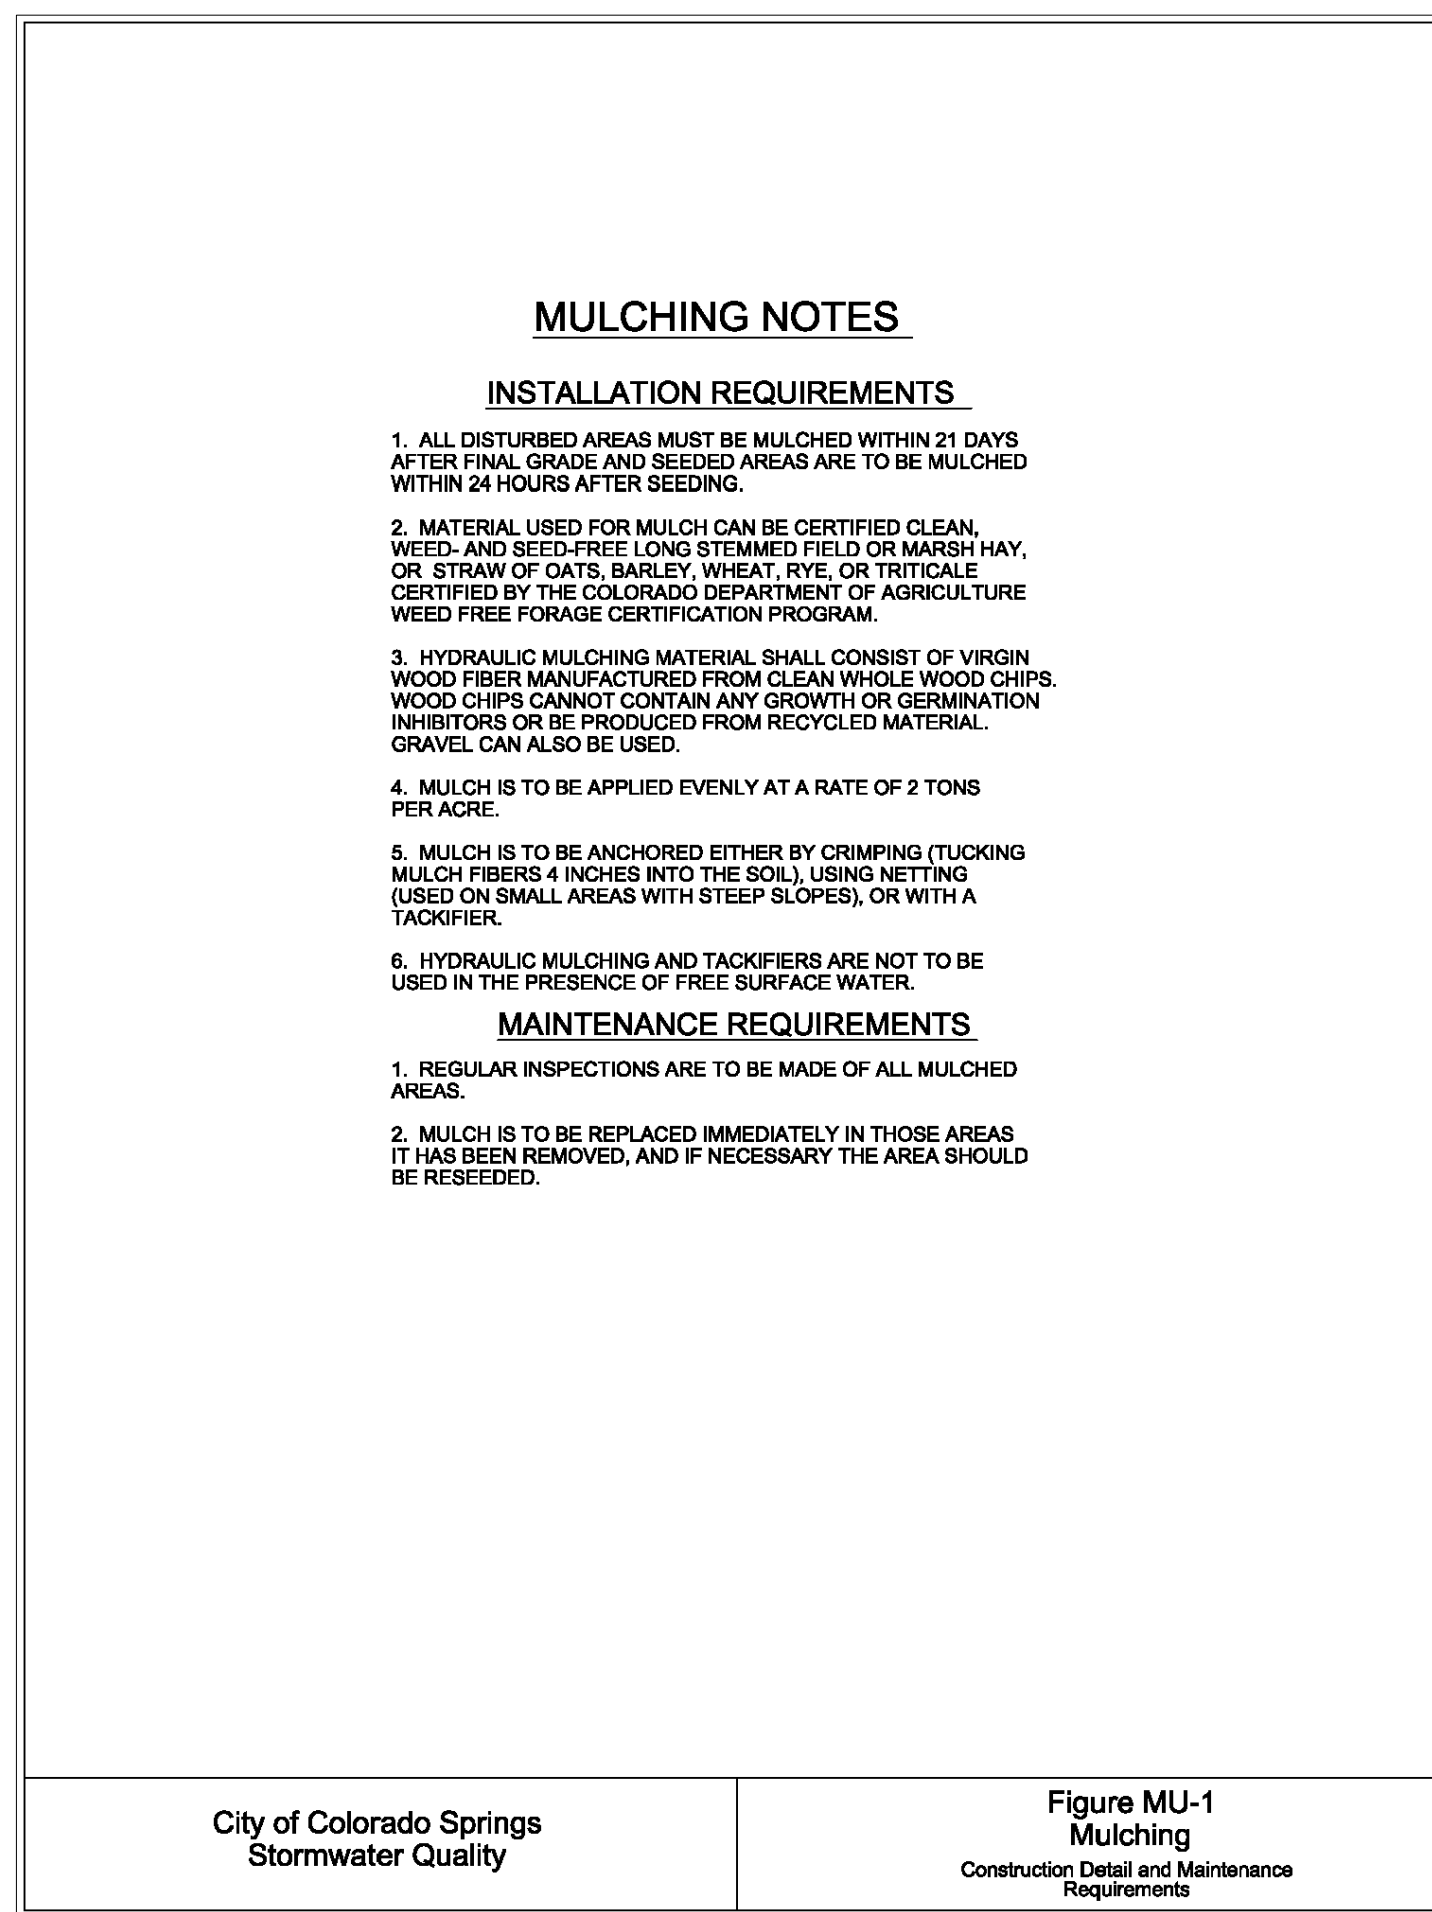 MULCHING NOTES
INSTALLATION REQUIREMENTS
1. ALL DISTURBED AREAS MUST BE MULCHED WITHIN 21 DAYS
AFTER FINAL GRADE AND SEEDED AREAS ARE TO BE MULCHED
WITHIN 24 HOURS AFTER SEEDING.
2. MATERIAL USED FOR MULCH CAN BE CERTIFIED CLEAN,
WEED- AND SEED-FREE LONG STEMMED FIELD OR MARSH HAY,
OR STRAW OF OATS, BARLEY, WHEAT, RYE, OR TRITICALE
CERTIFIED BY THE COLORADO DEPARTMENT OF AGRICULTURE
WEED FREE FORAGE CERTIFICATION PROGRAM.
3. HYDRAULIC MULCHING MATERIAL SHALL CONSIST OF VIRGIN
WOOD FIBER MANUFACTURED FROM CLEAN WHOLE WOOD CHIPS.
WOOD CHIPS CANNOT CONTAIN ANY GROWTH OR GERMINATION
INHIBITORS OR BE PRODUCED FROM RECYCLED MATERIAL.
GRAVEL CAN ALSO BE USED.
4. MULCH IS TO BE APPLIED EVENLY AT A RATE OF 2 TONS
PER ACRE.
5. MULCH IS TO BE ANCHORED EITHER BY CRIMPING (TUCKING
MULCH FIBERS 4 INCHES INTO THE SOIL), USING NETTING
(USED ON SMALL AREAS WITH STEEP SLOPES), OR WITH A
TACKIFIER.
6. HYDRAULIC MULCHING AND TACKIFIERS ARE NOT TO BE
USED IN THE PRESENCE OF FREE SURFACE WATER.
MAINTENANCE REQUIREMENTS
1. REGULAR INSPECTIONS ARE TO BE MADE OF ALL MULCHED
AREAS.
2. MULCH IS TO BE REPLACED IMMEDIATELY IN THOSE AREAS
IT HAS BEEN REMOVED, AND IF NECESSARY THE AREA SHOULD
BE RESEEDED.
City of Colorado Springs
Stormwater Quality
Figure MU-1
Mulching
Construction Detail and Maintenance
Requirements